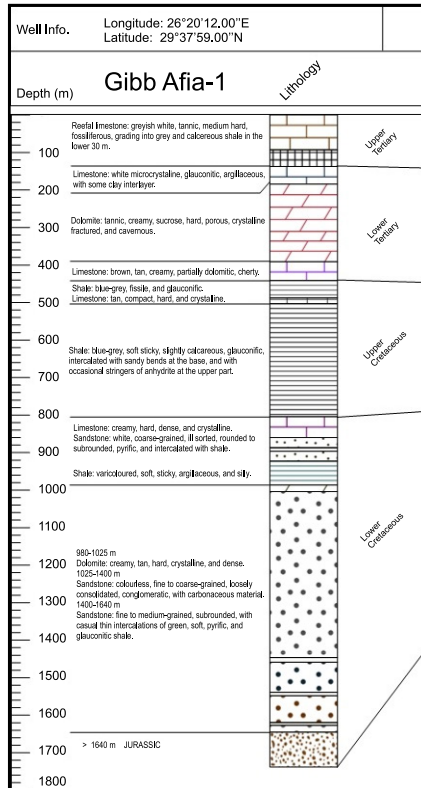 Well Info.
Longitude: 26°20'12.00"E
Latitude: 29°37'59.00"N
Depth (m)
Gibb Afia-1
Lithology
Reefal limestone: greyish white, tannic, medium hard,
fossiliferous, grading into grey and calcereous shale in the
lower 30 m.
Upper
Tertiary
100
Limestone: white microcrystaline, glauconitic, argillaceous,
with some clay interlayer.
200
Dolomite: tannic, creamy, sucrose, hard, porous, crystalline
fractured, and cavernous.
Lower
Tertiary
300
400
Limestone: brown, tan, creamy, partially dolomitic, cherty.
Shale: blue-grey, fissile, and glauconific.
Limestone: tan, compact, hard, and crystalline.
500
600
Shale: blue-grey, soft sticky, slightly calcareous, glauconific,
intercalated with sandy bends at the base, and with
occasional stringers of anhydrite at the upper part.
Upper
Cretaceous
700
800
Limestone: creamy, hard, dense, and crystalline.
Sandstone: white, coarse-grained, ill sorted, rounded to
subrounded, pyrific, and intercalated with shale.
900
Shale: varicoloured, soft, sticky, argillaceous, and silly.
1000
Lower
Cretaceous
1100
980-1025 m
Dolomite: creamy, tan, hard, crystalline, and dense.
1200
1025-1400 m
Sandstone: colourless, fine to coarse-grained, loosely
consolidated, conglomeratic, with carbonaceous material.
1300
1400-1640 m
Sandstone: fine to medium-grained, subrounded, with
casual thin intercalations of green, soft, pyrific, and
glauconitic shale.
1400
1500
1600
> 1640 m JURASSIC
1700
1800